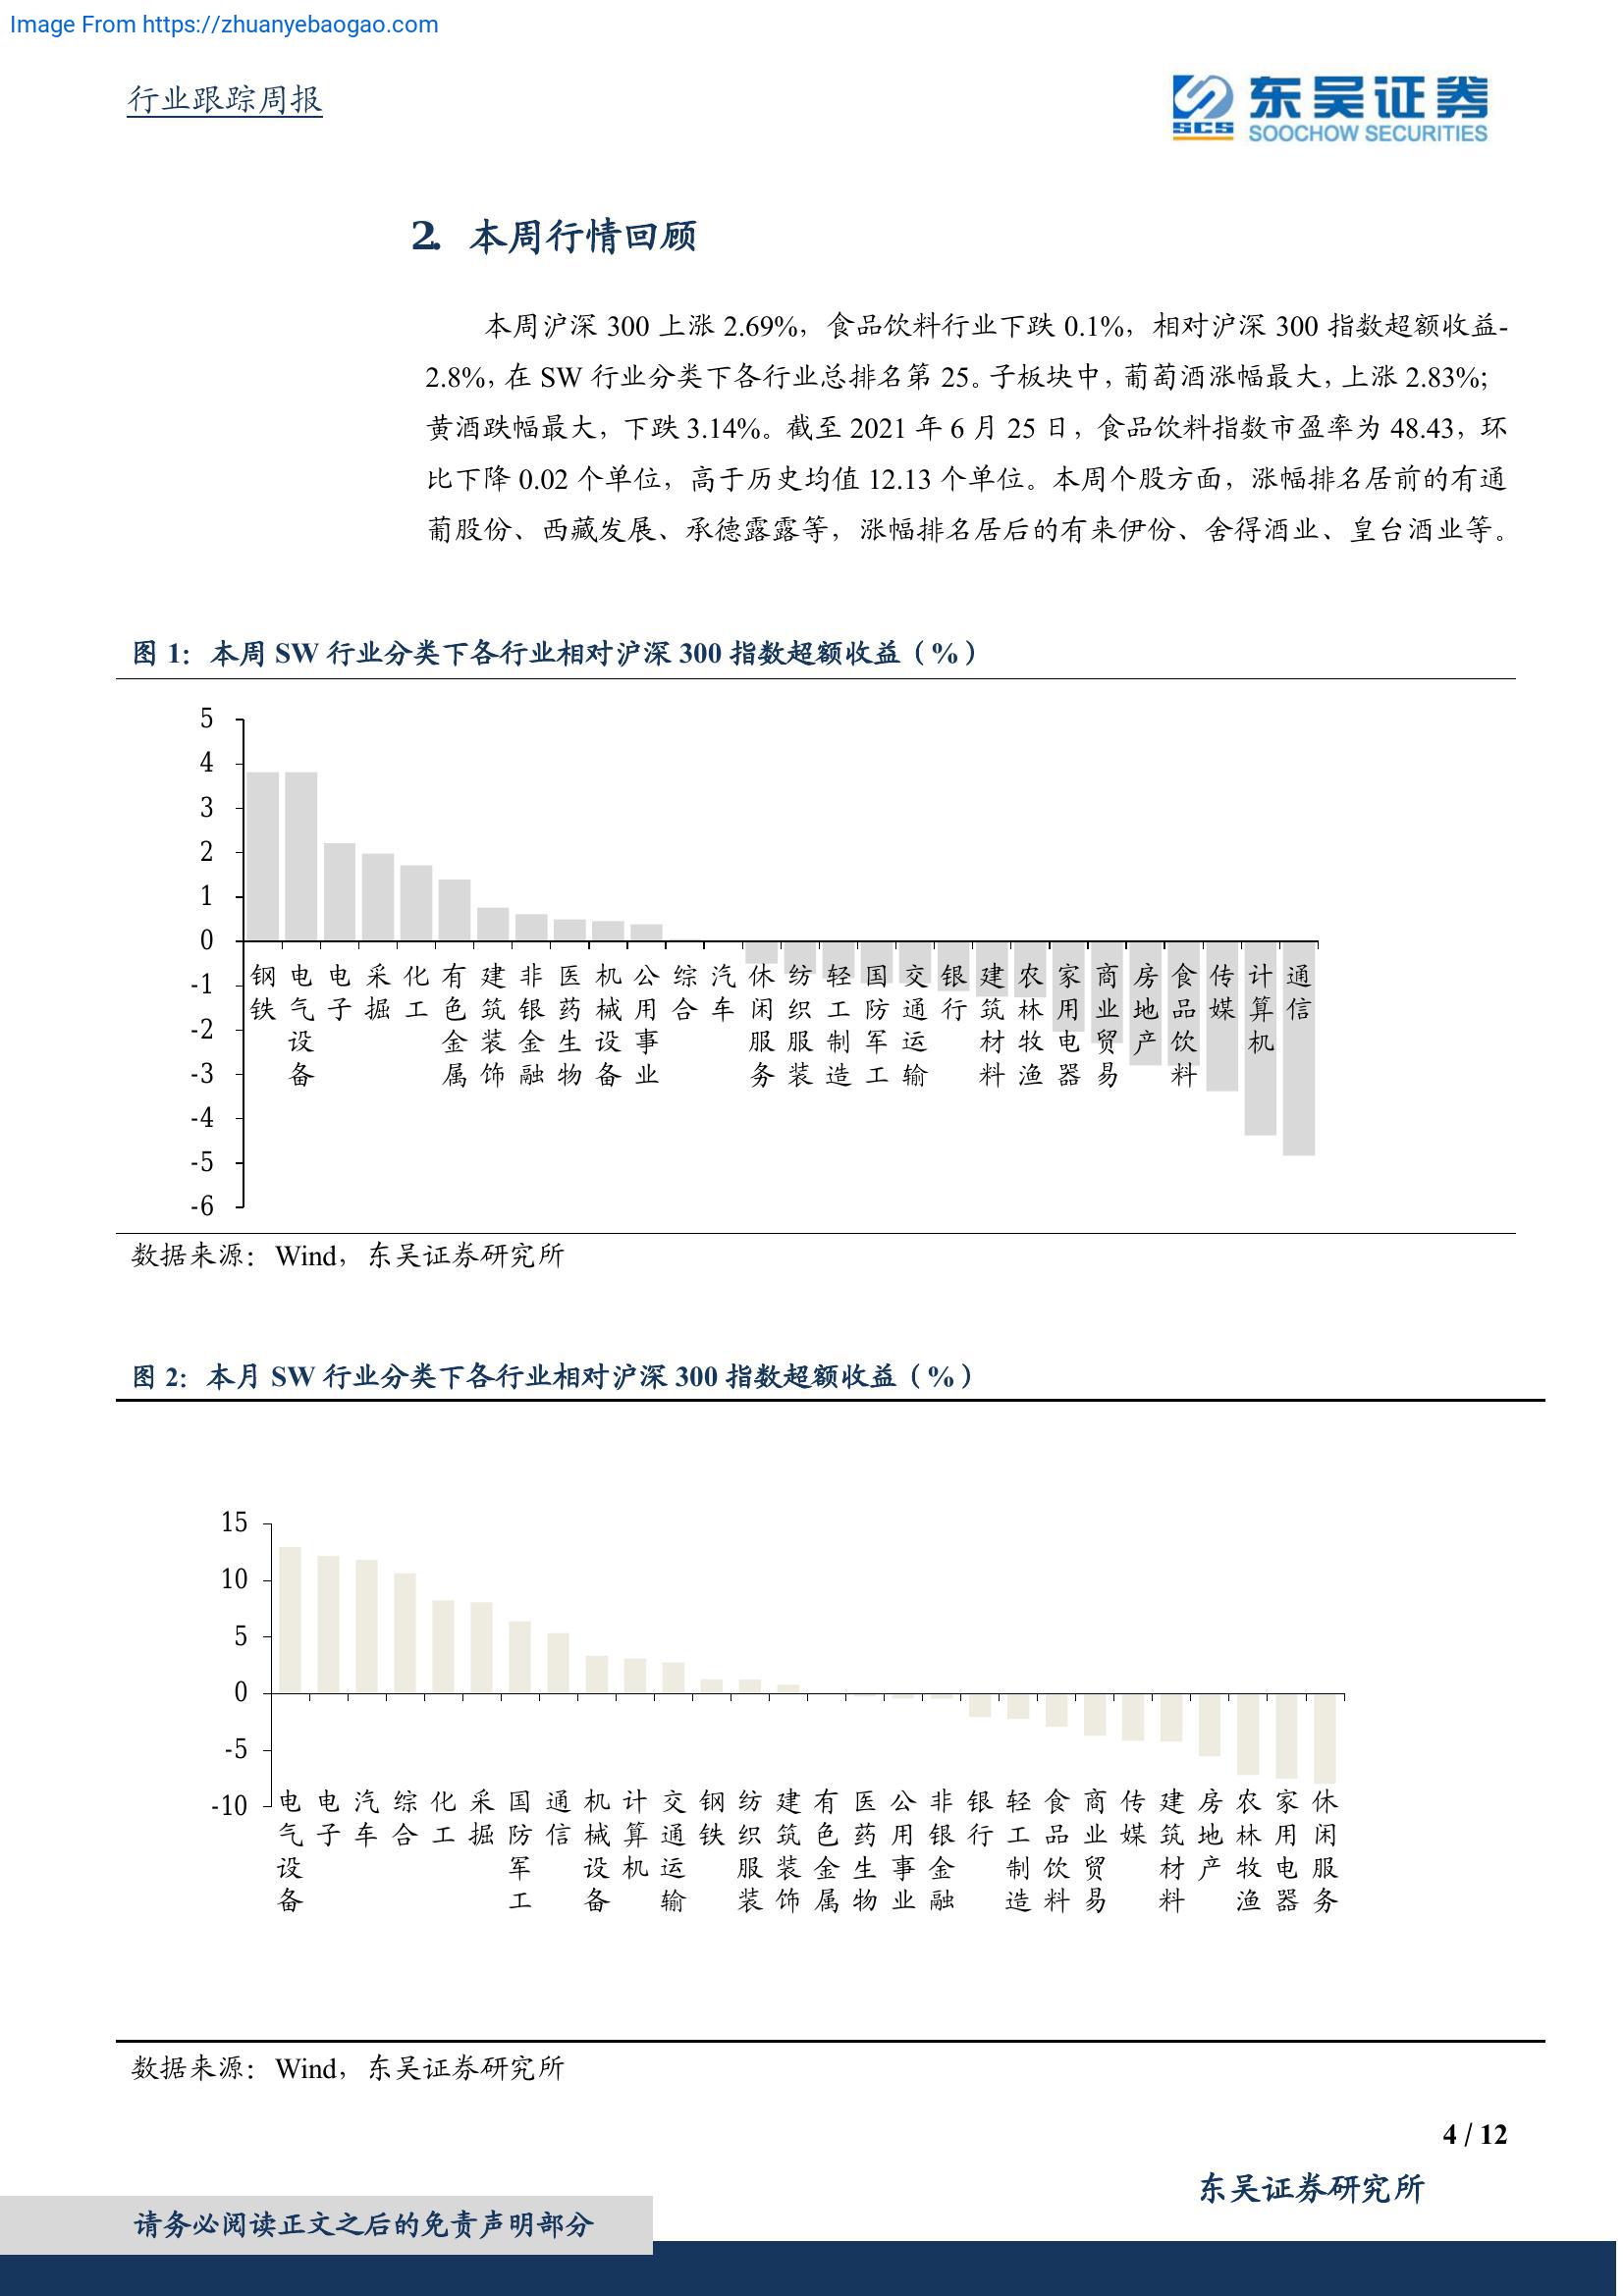 Image From https://zhuanyebaogao.com
行业跟踪周报
SCS
东吴证券
SOOCHOW SECURITIES
2. 本周行情回顾
本周沪深 300 上涨 2.69%，食品饮料行业下跌 0.1%，相对沪深 300 指数超额收益-
2.8%，在 SW 行业分类下各行业总排名第 25。子板块中，葡萄酒涨幅最大，上涨 2.83%；
黄酒跌幅最大，下跌 3.14%。截至 2021 年 6 月 25 日，食品饮料指数市盈率为 48.43，环
比下降 0.02 个单位，高于历史均值 12.13 个单位。本周个股方面，涨幅排名居前的有通
葡股份、西藏发展、承德露露等，涨幅排名居后的有来伊份、舍得酒业、皇台酒业等。
图 1：本周 SW 行业分类下各行业相对沪深 300 指数超额收益（%）
5
4
3
2
1
0
-1
-2
-3
-4
-5
-6
钢铁
电气设备
电子
采掘
化工
有色金属
建筑装饰
非银金融
医药生物
机械设备
公用事业
综合
汽车
休闲服务
纺织服装
轻工制造
国防军工
交通运输
银行
建筑材料
农林牧渔
家用电器
商业贸易
房地产
食品饮料
传媒
计算机
通信
数据来源：Wind，东吴证券研究所
图 2：本月 SW 行业分类下各行业相对沪深 300 指数超额收益（%）
15
10
5
0
-5
-10
电气设备
电子
汽车
综合
化工
采掘
国防军工
通信
机械设备
计算机
交通运输
钢铁
纺织服装
建筑装饰
有色金属
医药生物
公用事业
非银金融
银行
轻工制造
食品饮料
商业贸易
传媒
建筑材料
房地产
农林牧渔
家用电器
休闲服务
数据来源：Wind，东吴证券研究所
4 / 12
东吴证券研究所
请务必阅读正文之后的免责声明部分